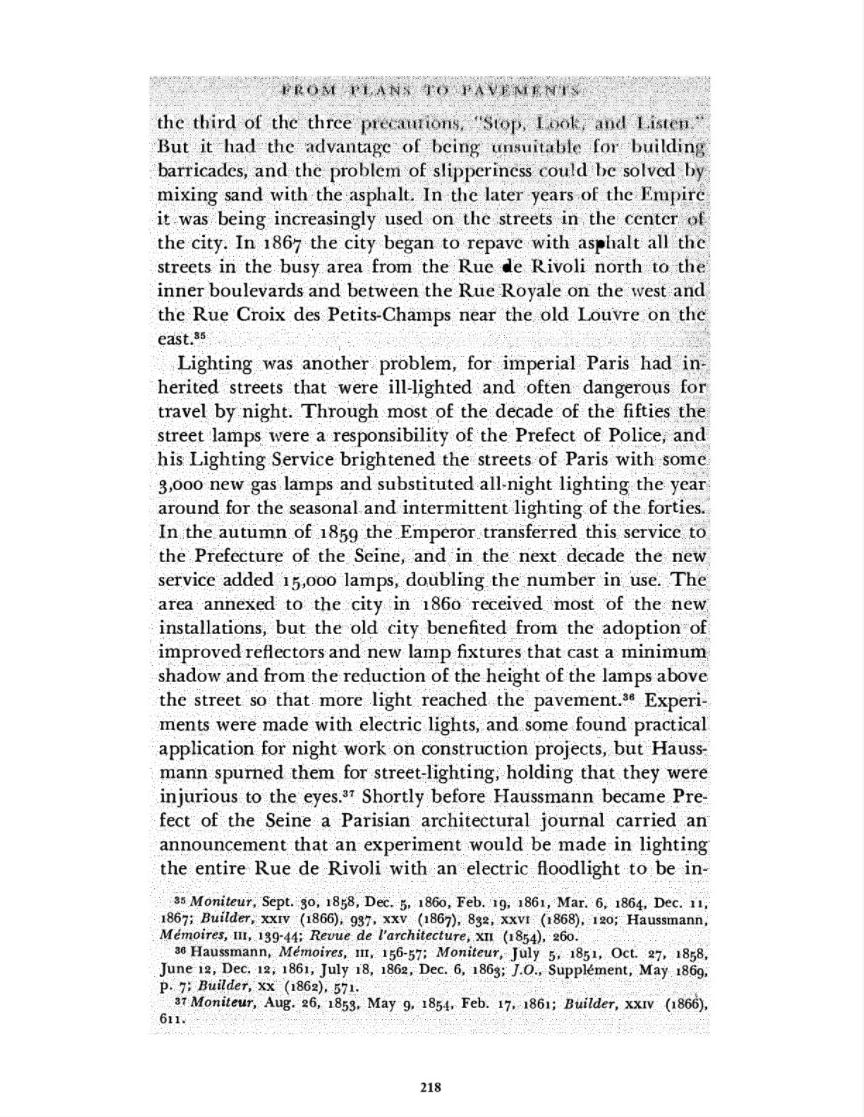 FROM PLANS TO PAVEMENTS
the third of the three precautions, "Stop, Look, and Listen."
But it had the advantage of being unsuitable for building
barricades, and the problem of slipperiness could be solved by
mixing sand with the asphalt. In the later years of the Empire
it was being increasingly used on the streets in the center of
the city. In 1867 the city began to repave with asphalt all the
streets in the busy area from the Rue de Rivoli north to the
inner boulevards and between the Rue Royale on the west and
the Rue Croix des Petits-Champs near the old Louvre on the
east.³⁵
Lighting was another problem, for imperial Paris had in-
herited streets that were ill-lighted and often dangerous for
travel by night. Through most of the decade of the fifties the
street lamps were a responsibility of the Prefect of Police, and
his Lighting Service brightened the streets of Paris with some
3,000 new gas lamps and substituted all-night lighting the year
around for the seasonal and intermittent lighting of the forties.
In the autumn of 1859 the Emperor transferred this service to
the Prefecture of the Seine, and in the next decade the new
service added 15,000 lamps, doubling the number in use. The
area annexed to the city in 1860 received most of the new
installations, but the old city benefited from the adoption of
improved reflectors and new lamp fixtures that cast a minimum
shadow and from the reduction of the height of the lamps above
the street so that more light reached the pavement.³⁶ Experi-
ments were made with electric lights, and some found practical
application for night work on construction projects, but Hauss-
mann spurned them for street-lighting, holding that they were
injurious to the eyes.³⁷ Shortly before Haussmann became Pre-
fect of the Seine a Parisian architectural journal carried an
announcement that an experiment would be made in lighting
the entire Rue de Rivoli with an electric floodlight to be in-
³⁵ Moniteur, Sept. 30, 1858, Dec. 5, 1860, Feb. 19, 1861, Mar. 6, 1864, Dec. 11,
1867; Builder, XXIV (1866), 937, XXV (1867), 832, XXVI (1868), 120; Haussmann,
Mémoires, III, 139-44; Revue de l'architecture, XII (1854), 260.
³⁶ Haussmann, Mémoires, III, 156-57; Moniteur, July 5, 1851, Oct. 27, 1858,
June 12, Dec. 12, 1861, July 18, 1862, Dec. 6, 1863; J.O., Supplément, May 1869,
p. 7; Builder, XX (1862), 571.
³⁷ Moniteur, Aug. 26, 1853, May 9, 1854, Feb. 17, 1861; Builder, XXIV (1866),
611.
218